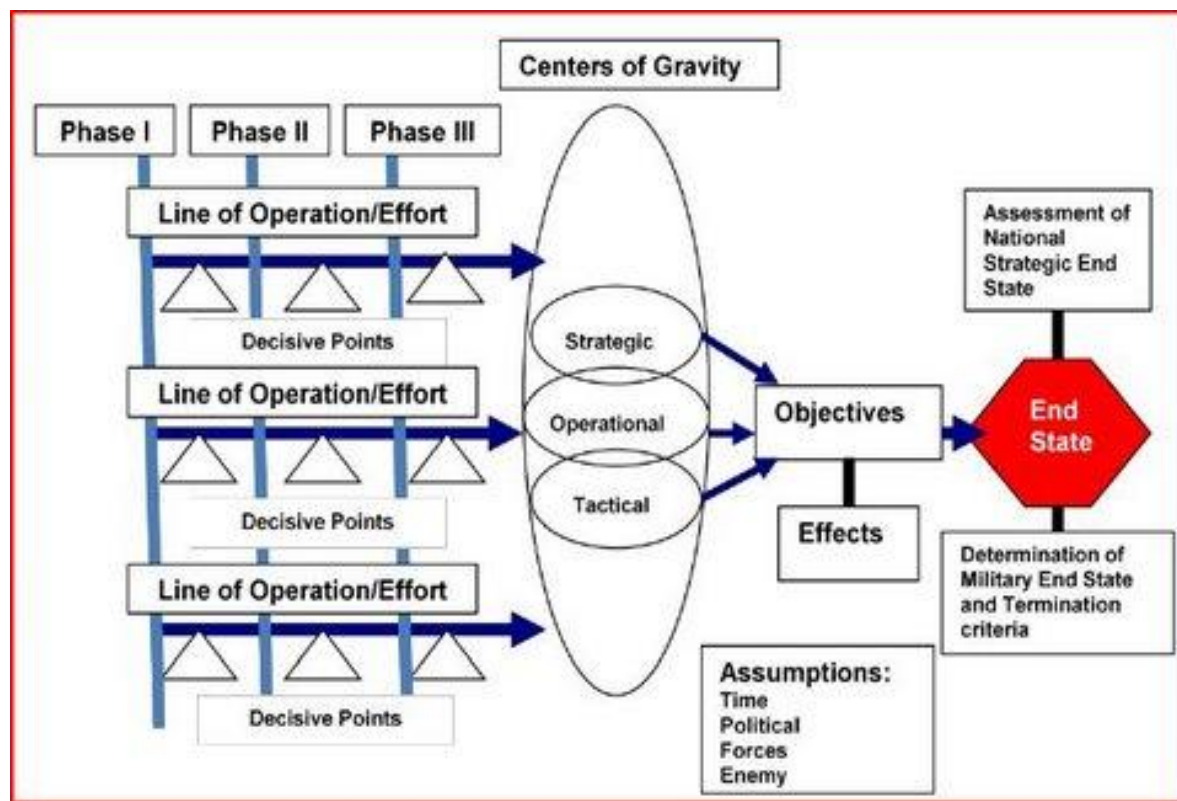 Centers of Gravity
Phase I
Phase II
Phase III
Line of Operation/Effort
Decisive Points
Line of Operation/Effort
Decisive Points
Line of Operation/Effort
Decisive Points
Strategic
Operational
Tactical
Objectives
Effects
Assessment of
National
Strategic End
State
End
State
Determination of
Military End State
and Termination
criteria
Assumptions:
Time
Political
Forces
Enemy